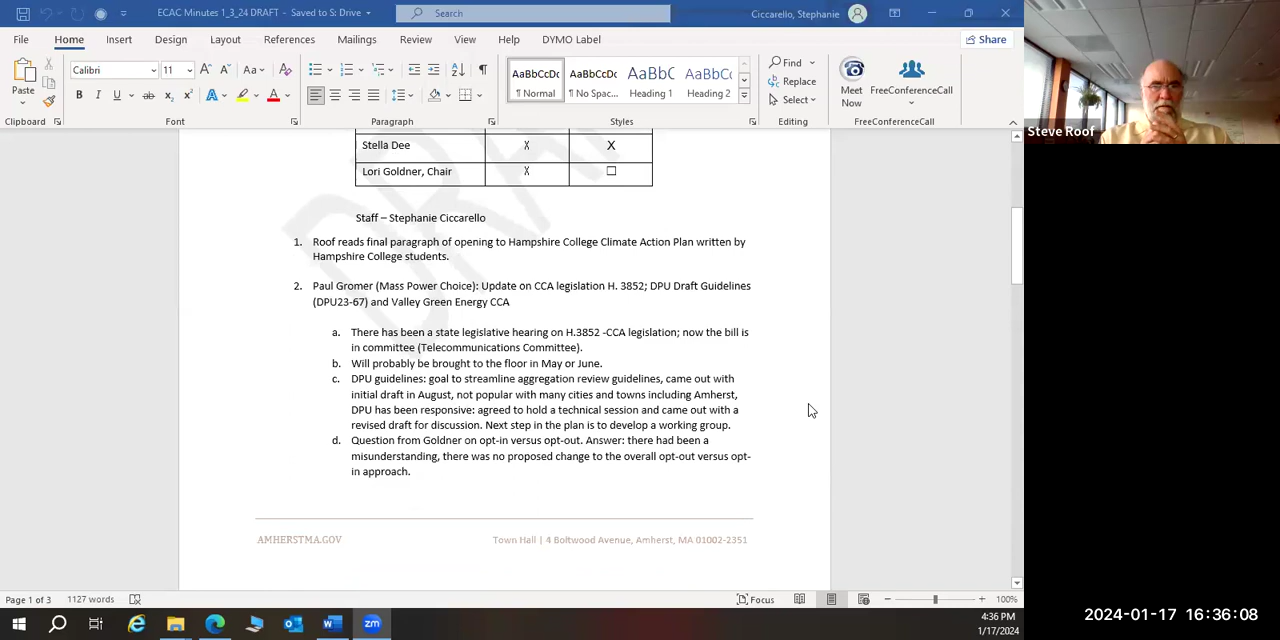 ECAC Minutes 1_3_24 DRAFT - Saved to S: Drive
Search
Ciccarello, Stephanie
File Home Insert Design Layout References Mailings Review View Help DYMO Label
Share
Paste
Calibri 11
Aa
AaBbCcDc AaBbCcDc AaBbC AaBbCc
¶ Normal ¶ No Spac... Heading 1 Heading 2
Find
Replace
Select
Meet Now
FreeConferenceCall
Clipboard Font Paragraph Styles Editing FreeConferenceCall
Steve Roof
DRAFT
Stella Dee X X
Lori Goldner, Chair X ☐
Staff – Stephanie Ciccarello
1. Roof reads final paragraph of opening to Hampshire College Climate Action Plan written by
Hampshire College students.
2. Paul Gromer (Mass Power Choice): Update on CCA legislation H. 3852; DPU Draft Guidelines
(DPU23-67) and Valley Green Energy CCA
a. There has been a state legislative hearing on H.3852 -CCA legislation; now the bill is
in committee (Telecommunications Committee).
b. Will probably be brought to the floor in May or June.
c. DPU guidelines: goal to streamline aggregation review guidelines, came out with
initial draft in August, not popular with many cities and towns including Amherst,
DPU has been responsive: agreed to hold a technical session and came out with a
revised draft for discussion. Next step in the plan is to develop a working group.
d. Question from Goldner on opt-in versus opt-out. Answer: there had been a
misunderstanding, there was no proposed change to the overall opt-out versus opt-
in approach.
AMHERSTMA.GOV
Town Hall | 4 Boltwood Avenue, Amherst, MA 01002-2351
Page 1 of 3 1127 words
Focus
100%
4:36 PM
1/17/2024
2024-01-17 16:36:08